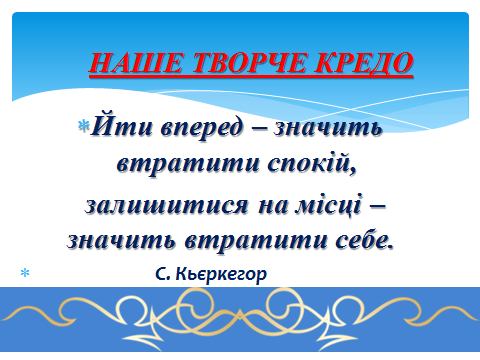 НАШЕ ТВОРЧЕ КРЕДО
Йти вперед – значить
втратити спокій,
залишитися на місці –
значить втратити себе.
С. Кьєркегор